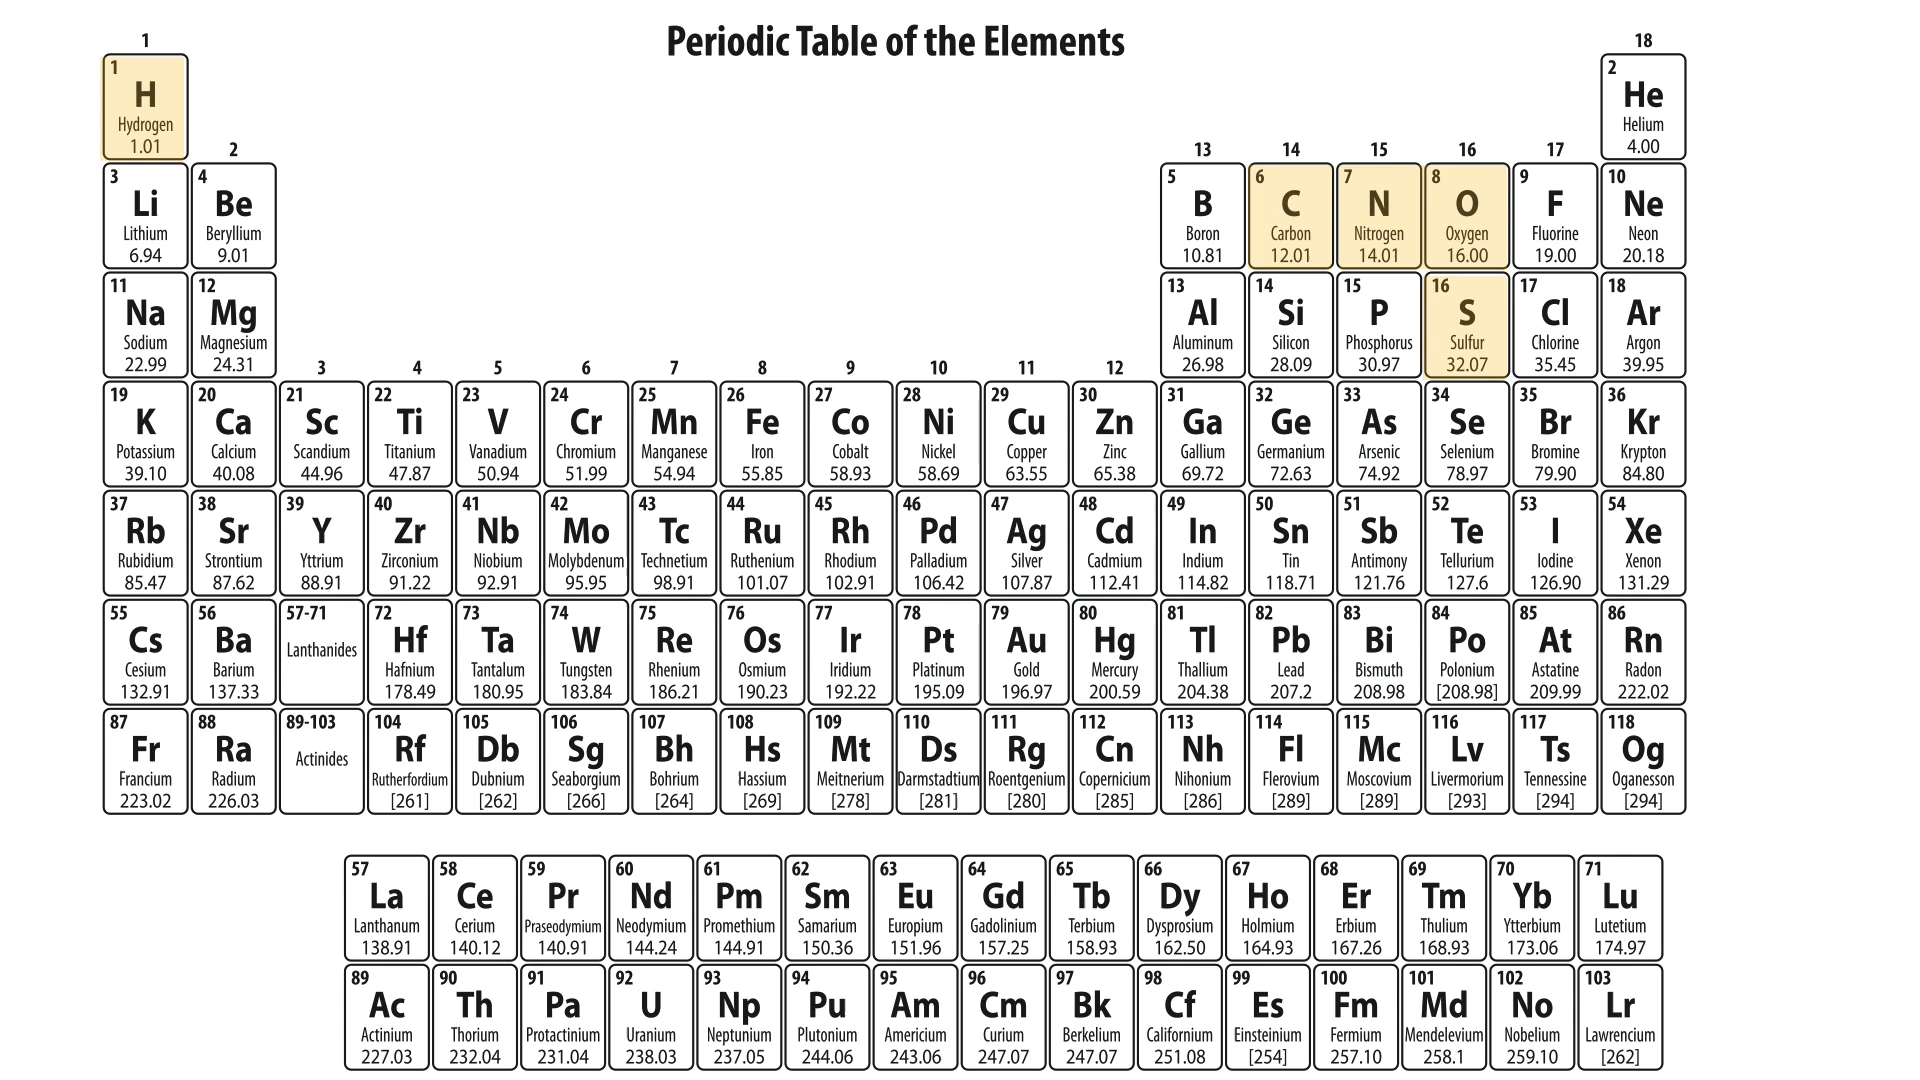 Periodic Table of the Elements
1 18
1 2
H He
Hydrogen Helium
1.01 4.00
2 13 14 15 16 17
3 4 5 6 7 8 9 10
Li Be B C N O F Ne
Lithium Beryllium Boron Carbon Nitrogen Oxygen Fluorine Neon
6.94 9.01 10.81 12.01 14.01 16.00 19.00 20.18
11 12 13 14 15 16 17 18
Na Mg Al Si P S Cl Ar
Sodium Magnesium Aluminum Silicon Phosphorus Sulfur Chlorine Argon
22.99 24.31 26.98 28.09 30.97 32.07 35.45 39.95
3 4 5 6 7 8 9 10 11 12
19 20 21 22 23 24 25 26 27 28 29 30 31 32 33 34 35 36
K Ca Sc Ti V Cr Mn Fe Co Ni Cu Zn Ga Ge As Se Br Kr
Potassium Calcium Scandium Titanium Vanadium Chromium Manganese Iron Cobalt Nickel Copper Zinc Gallium Germanium Arsenic Selenium Bromine Krypton
39.10 40.08 44.96 47.87 50.94 51.99 54.94 55.85 58.93 58.69 63.55 65.38 69.72 72.63 74.92 78.97 79.90 84.80
37 38 39 40 41 42 43 44 45 46 47 48 49 50 51 52 53 54
Rb Sr Y Zr Nb Mo Tc Ru Rh Pd Ag Cd In Sn Sb Te I Xe
Rubidium Strontium Yttrium Zirconium Niobium Molybdenum Technetium Ruthenium Rhodium Palladium Silver Cadmium Indium Tin Antimony Tellurium Iodine Xenon
85.47 87.62 88.91 91.22 92.91 95.95 98.91 101.07 102.91 106.42 107.87 112.41 114.82 118.71 121.76 127.6 126.90 131.29
55 56 57-71 72 73 74 75 76 77 78 79 80 81 82 83 84 85 86
Cs Ba Lanthanides Hf Ta W Re Os Ir Pt Au Hg Tl Pb Bi Po At Rn
Cesium Barium Hafnium Tantalum Tungsten Rhenium Osmium Iridium Platinum Gold Mercury Thallium Lead Bismuth Polonium Astatine Radon
132.91 137.33 178.49 180.95 183.84 186.21 190.23 192.22 195.09 196.97 200.59 204.38 207.2 208.98 [208.98] 209.99 222.02
87 88 89-103 104 105 106 107 108 109 110 111 112 113 114 115 116 117 118
Fr Ra Actinides Rf Db Sg Bh Hs Mt Ds Rg Cn Nh Fl Mc Lv Ts Og
Francium Radium Rutherfordium Dubnium Seaborgium Bohrium Hassium Meitnerium Darmstadtium Roentgenium Copernicium Nihonium Flerovium Moscovium Livermorium Tennessine Oganesson
223.02 226.03 [261] [262] [266] [264] [269] [278] [281] [280] [285] [286] [289] [289] [293] [294] [294]
57 58 59 60 61 62 63 64 65 66 67 68 69 70 71
La Ce Pr Nd Pm Sm Eu Gd Tb Dy Ho Er Tm Yb Lu
Lanthanum Cerium Praseodymium Neodymium Promethium Samarium Europium Gadolinium Terbium Dysprosium Holmium Erbium Thulium Ytterbium Lutetium
138.91 140.12 140.91 144.24 144.91 150.36 151.96 157.25 158.93 162.50 164.93 167.26 168.93 173.06 174.97
89 90 91 92 93 94 95 96 97 98 99 100 101 102 103
Ac Th Pa U Np Pu Am Cm Bk Cf Es Fm Md No Lr
Actinium Thorium Protactinium Uranium Neptunium Plutonium Americium Curium Berkelium Californium Einsteinium Fermium Mendelevium Nobelium Lawrencium
227.03 232.04 231.04 238.03 237.05 244.06 243.06 247.07 247.07 251.08 [254] 257.10 258.1 259.10 [262]